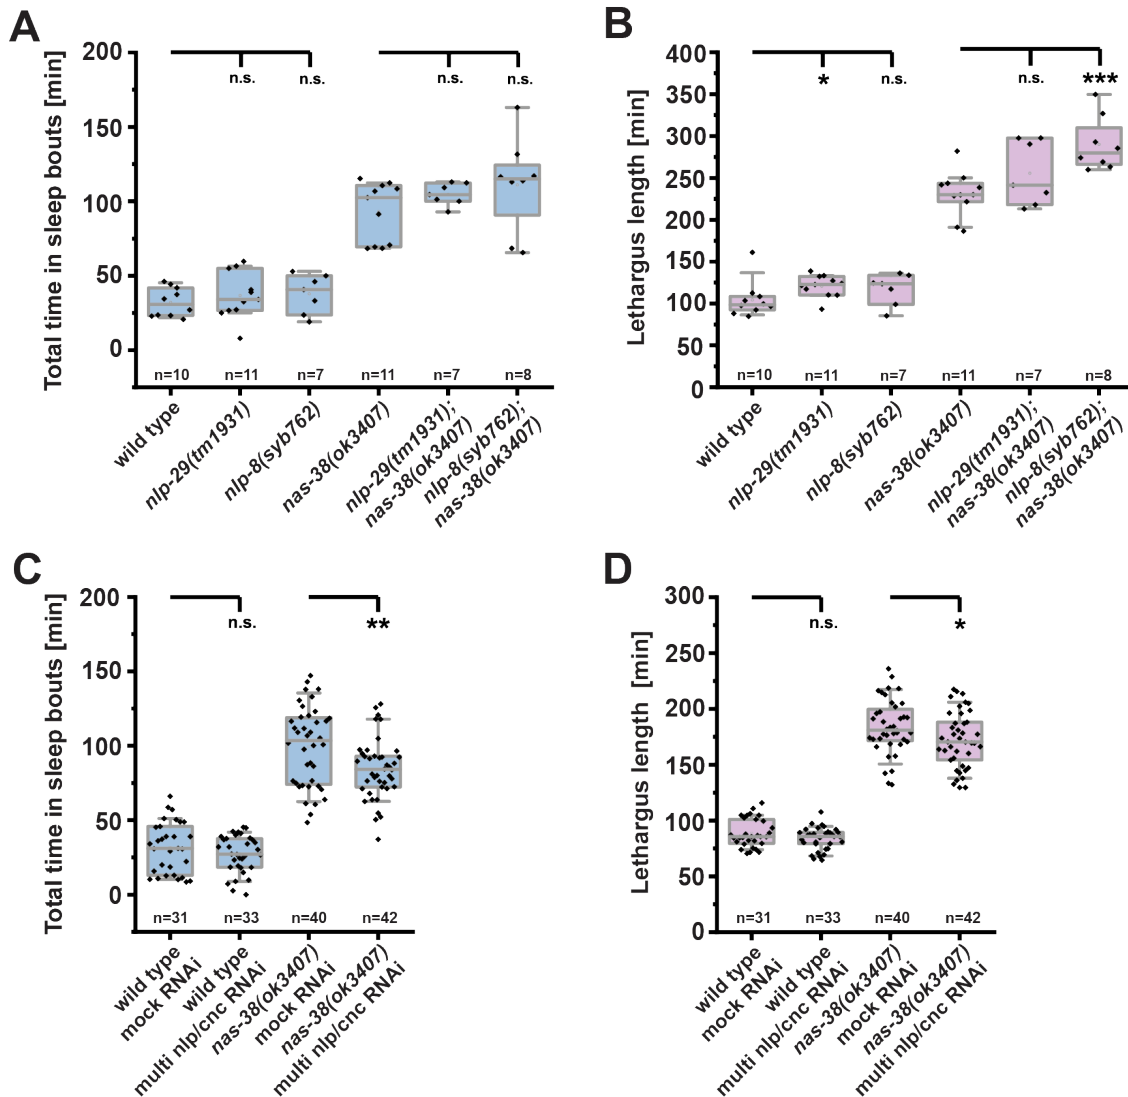 A
Total time in sleep bouts [min]
200
150
100
50
0
n.s.
n.s.
n.s.
n.s.
n=10
n=11
n=7
n=11
n=7
n=8
wild type
nlp-29(tm1931)
nlp-8(syb762)
nas-38(ok3407)
nlp-29(tm1931);
nas-38(ok3407)
nlp-8(syb762);
nas-38(ok3407)
B
Lethargus length [min]
400
350
300
250
200
150
100
50
0
*
n.s.
n.s.
***
n=10
n=11
n=7
n=11
n=7
n=8
wild type
nlp-29(tm1931)
nlp-8(syb762)
nas-38(ok3407)
nlp-29(tm1931);
nas-38(ok3407)
nlp-8(syb762);
nas-38(ok3407)
C
Total time in sleep bouts [min]
200
150
100
50
0
n.s.
**
n=31
n=33
n=40
n=42
wild type
mock RNAi
wild type
multi nlp/cnc RNAi
nas-38(ok3407)
mock RNAi
nas-38(ok3407)
multi nlp/cnc RNAi
D
Lethargus length [min]
300
250
200
150
100
50
0
n.s.
*
n=31
n=33
n=40
n=42
wild type
mock RNAi
wild type
multi nlp/cnc RNAi
nas-38(ok3407)
mock RNAi
nas-38(ok3407)
multi nlp/cnc RNAi